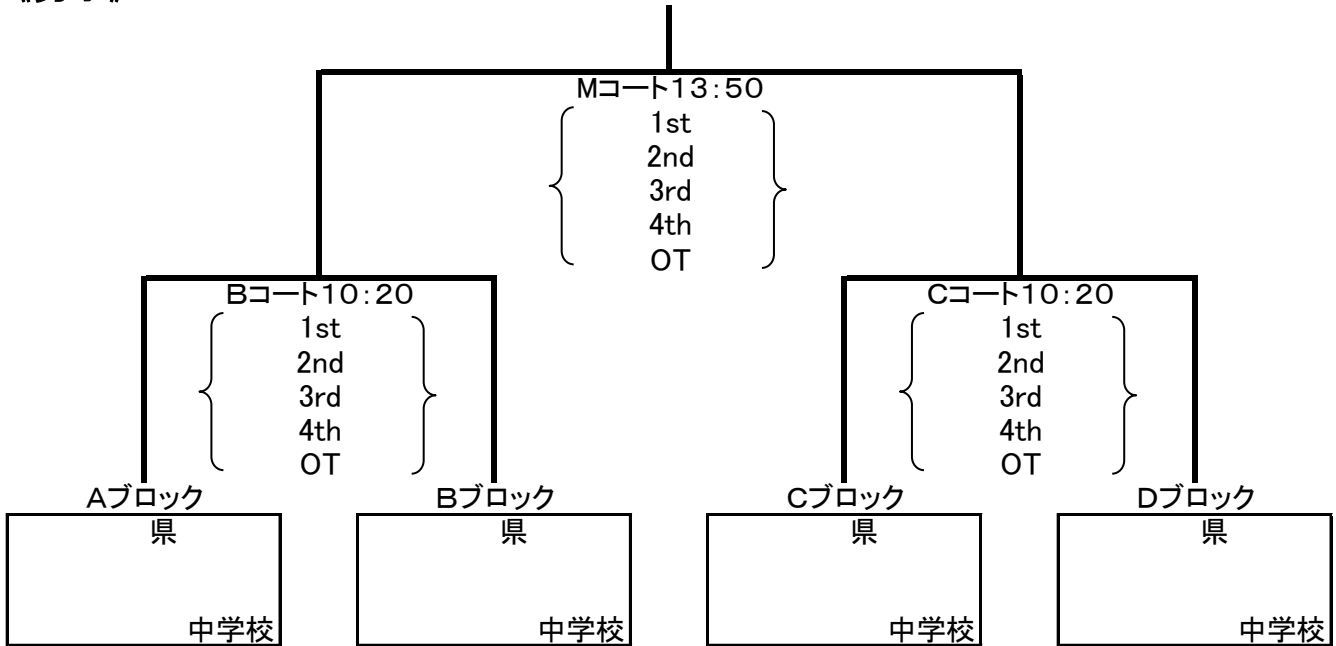 Mコート13:50
1st
2nd
3rd
4th
OT
Bコート10:20
1st
2nd
3rd
4th
OT
Cコート10:20
1st
2nd
3rd
4th
OT
Aブロック
県
中学校
Bブロック
県
中学校
Cブロック
県
中学校
Dブロック
県
中学校